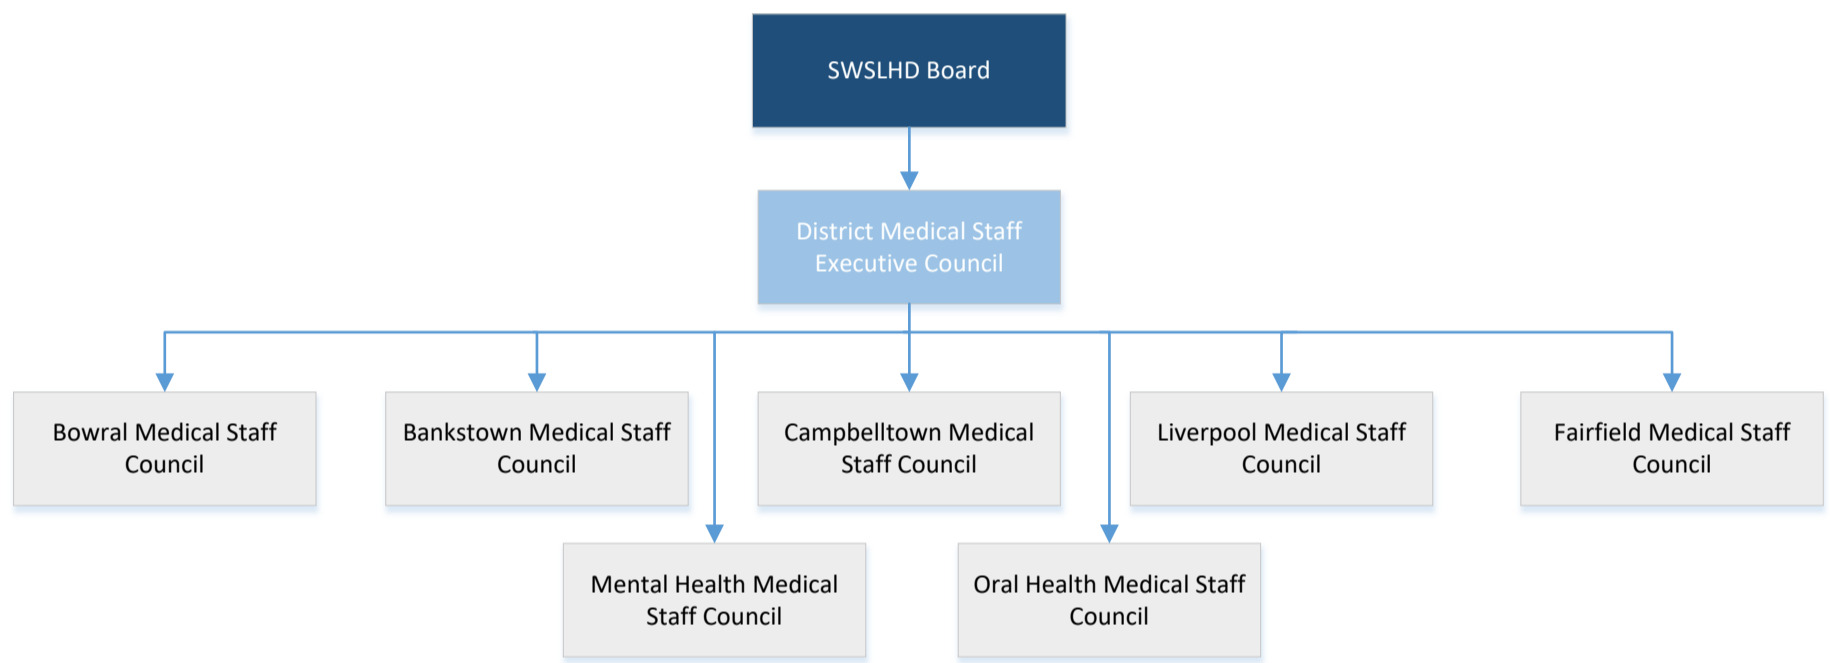 SWSLHD Board
District Medical Staff
Executive Council
Bowral Medical Staff
Council
Bankstown Medical Staff
Council
Campbelltown Medical
Staff Council
Liverpool Medical Staff
Council
Fairfield Medical Staff
Council
Mental Health Medical
Staff Council
Oral Health Medical Staff
Council